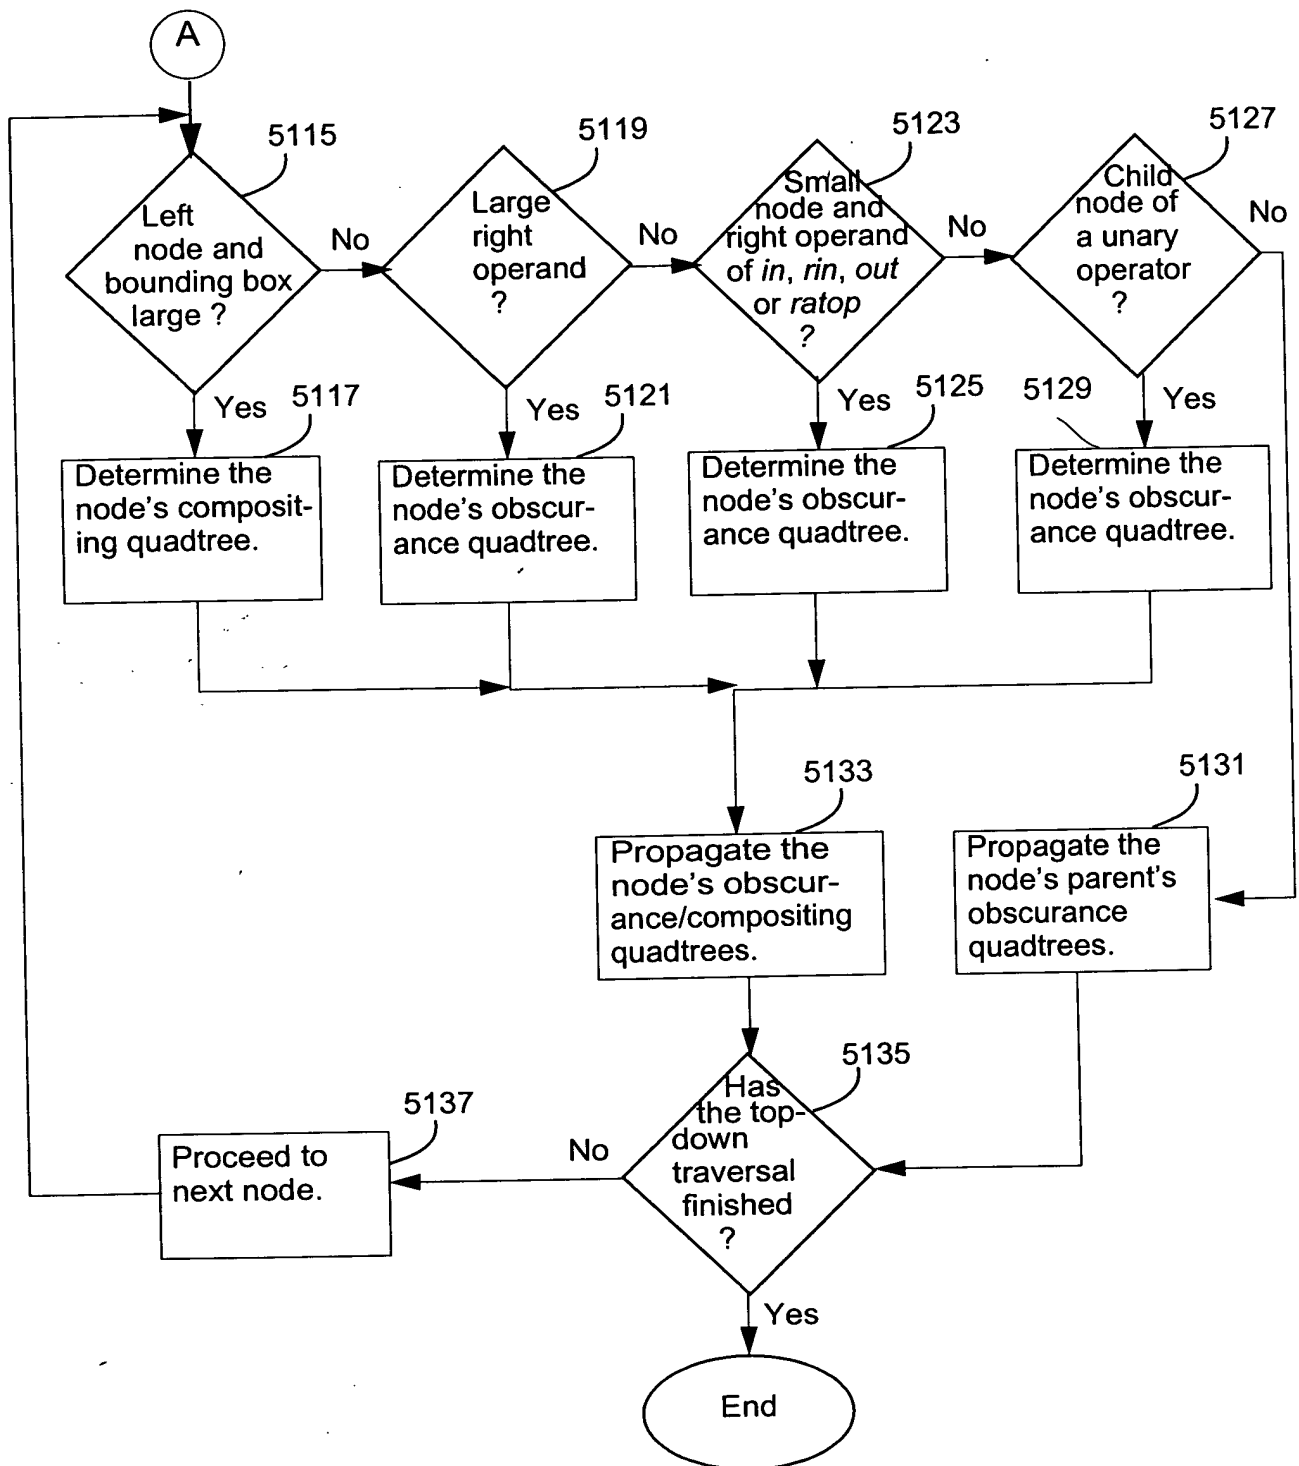 A
5115
5119
5123
5127
Left
node and
bounding box
large ?
No
Large
right
operand
?
No
Small
node and
right operand
of in, rin, out
or ratop
?
No
Child
node of
a unary
operator
?
No
Yes
5117
Yes
5121
Yes
5125
5129
Yes
Determine the
node's composit-
ing quadtree.
Determine the
node's obscur-
ance quadtree.
Determine the
node's obscur-
ance quadtree.
Determine the
node's obscur-
ance quadtree.
5133
5131
Propagate the
node's obscur-
ance/compositing
quadtrees.
Propagate the
node's parent's
obscurance
quadtrees.
5135
Has
the top-
down
traversal
finished
?
No
5137
Proceed to
next node.
Yes
End